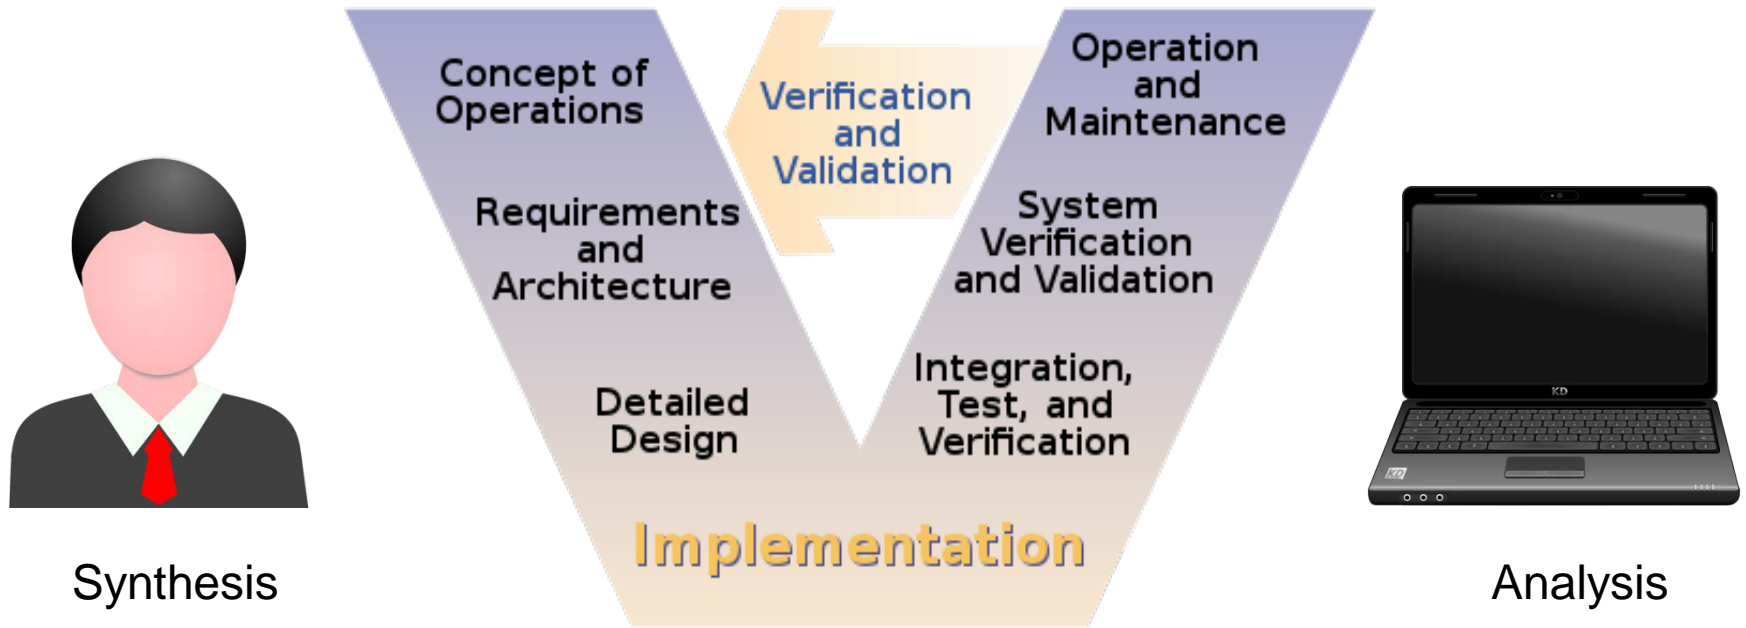 Concept of
Operations
Requirements
and
Architecture
Detailed
Design
Verification
and
Validation
Operation
and
Maintenance
System
Verification
and Validation
Integration,
Test, and
Verification
Implementation
Synthesis
Analysis
KD
KD